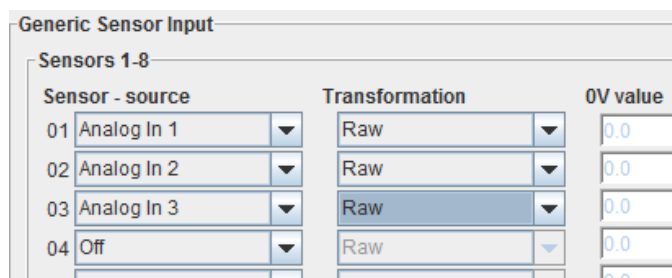 Generic Sensor Input
Sensors 1-8
Sensor - source Transformation 0V value
01 Analog In 1 Raw 0.0
02 Analog In 2 Raw 0.0
03 Analog In 3 Raw 0.0
04 Off Raw 0.0